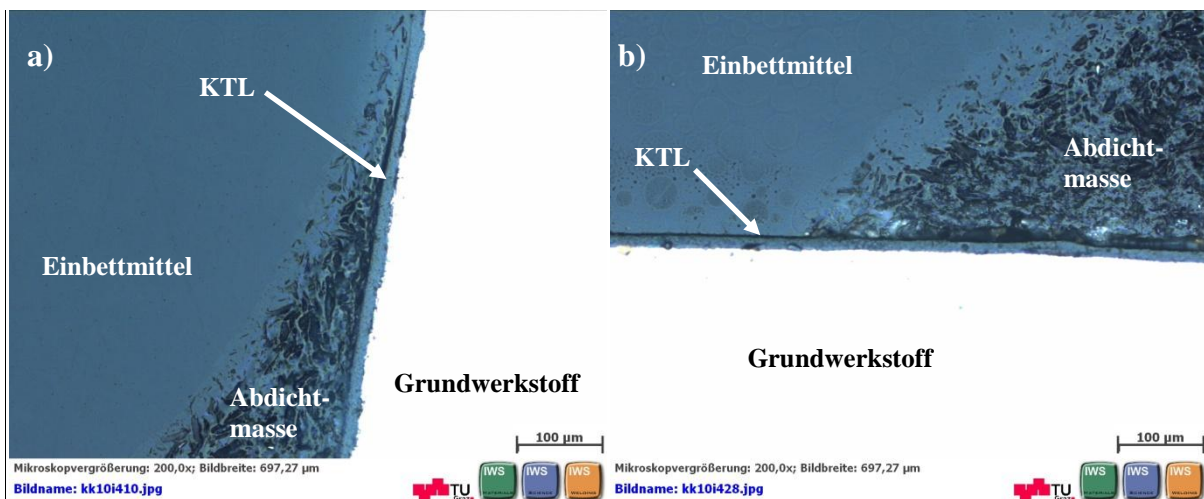 a)
KTL
Einbettmittel
Abdicht-
masse
Grundwerkstoff
100 µm
Mikroskopvergrößerung: 200,0x; Bildbreite: 697,27 µm
Bildname: kk10i410.jpg
TU
IWS
IWS
IWS
b)
Einbettmittel
KTL
Abdicht-
masse
Grundwerkstoff
100 µm
Mikroskopvergrößerung: 200,0x; Bildbreite: 697,27 µm
Bildname: kk10i428.jpg
TU
IWS
IWS
IWS